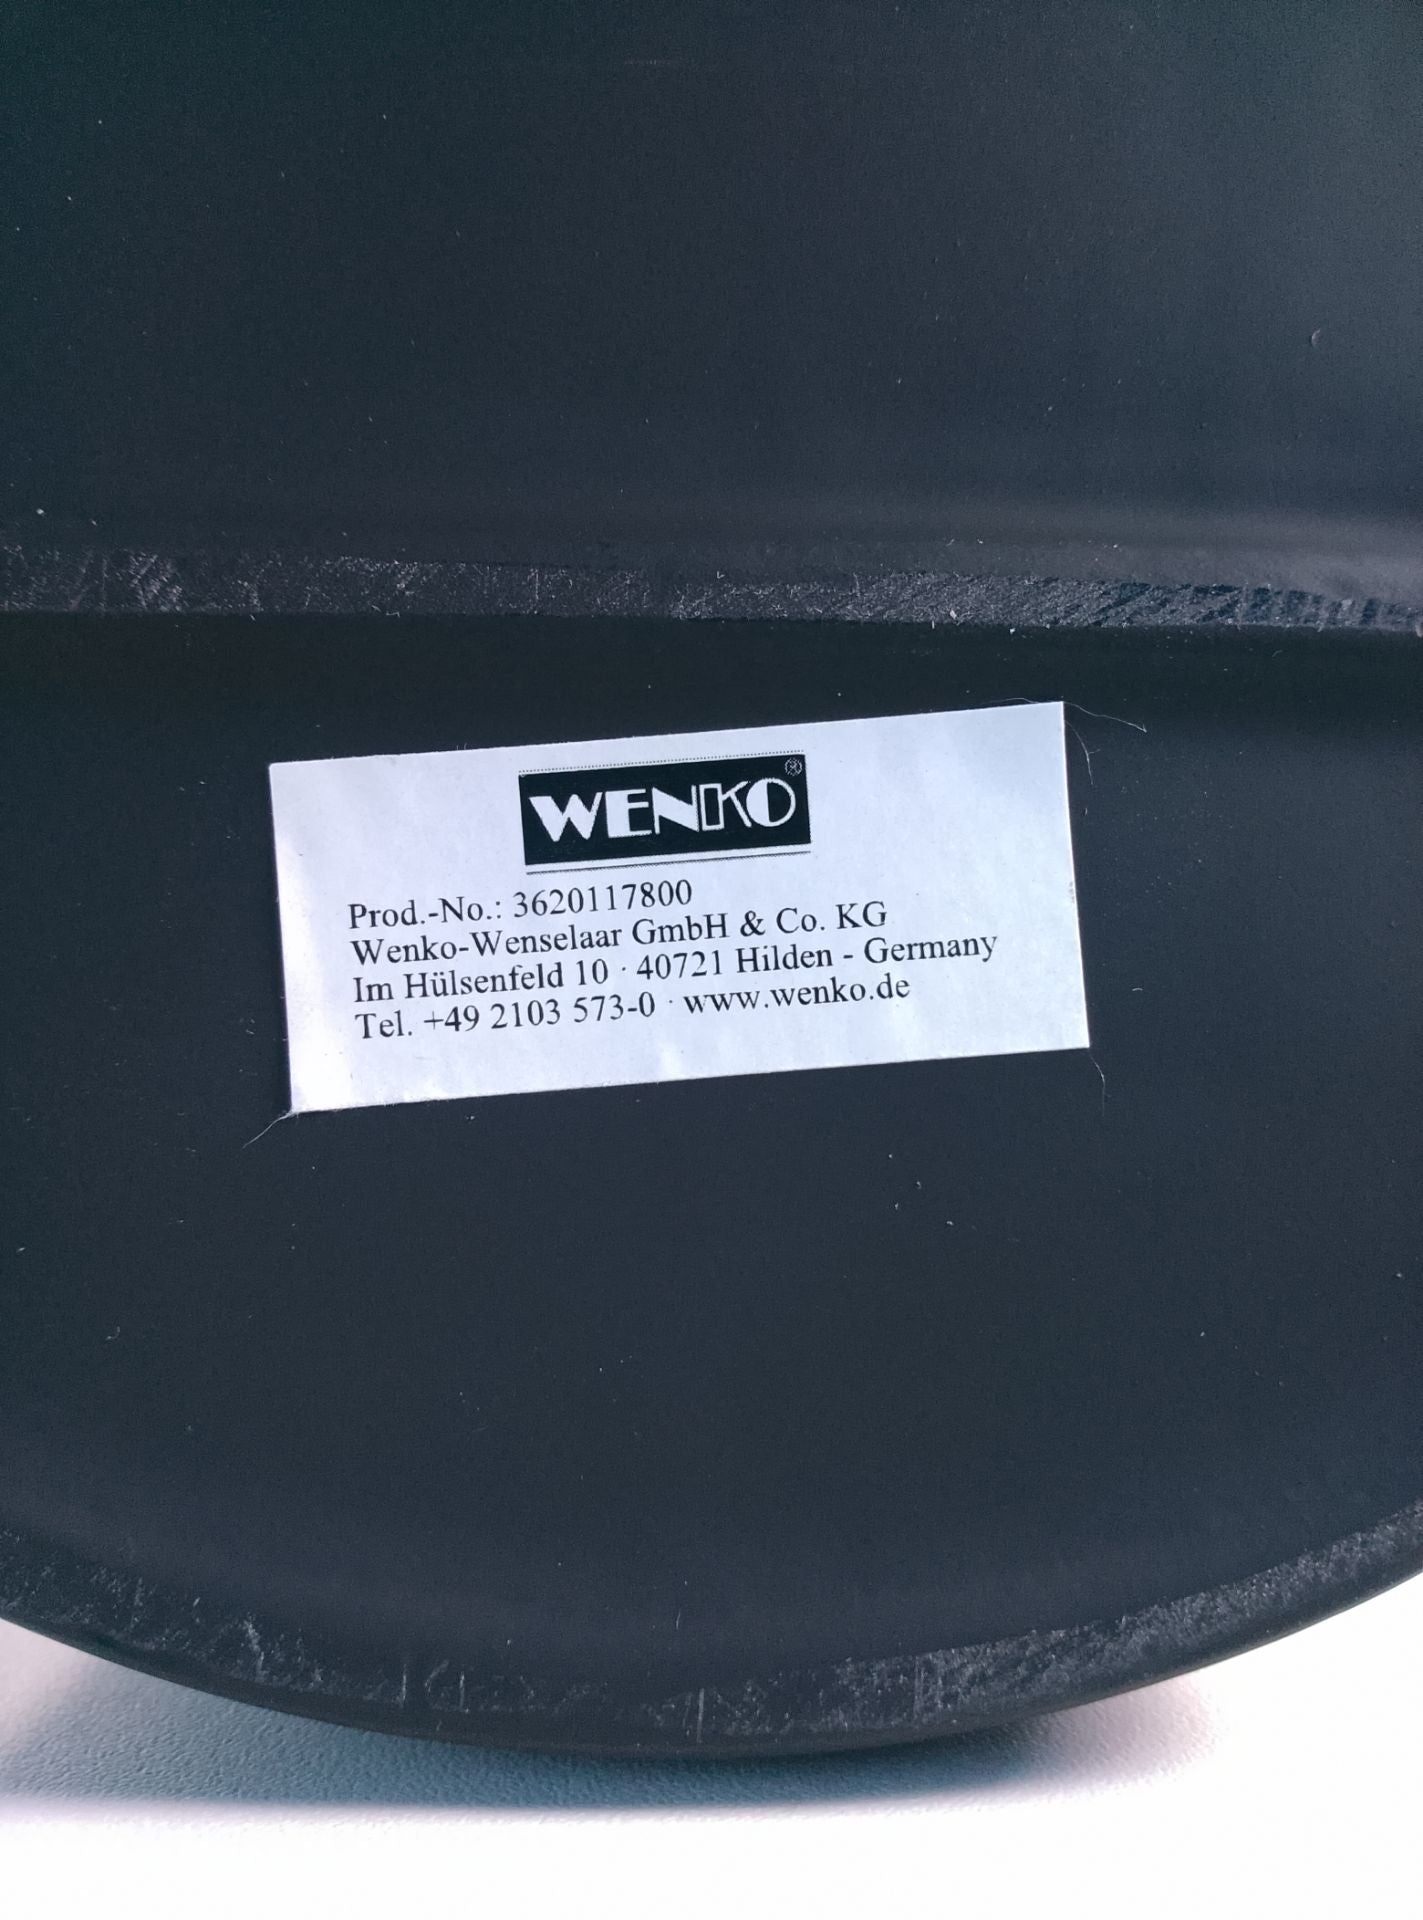 WENKO®
Prod.-No.: 3620117800
Wenko-Wenselaar GmbH & Co. KG
Im Hülsenfeld 10 · 40721 Hilden - Germany
Tel. +49 2103 573-0 · www.wenko.de